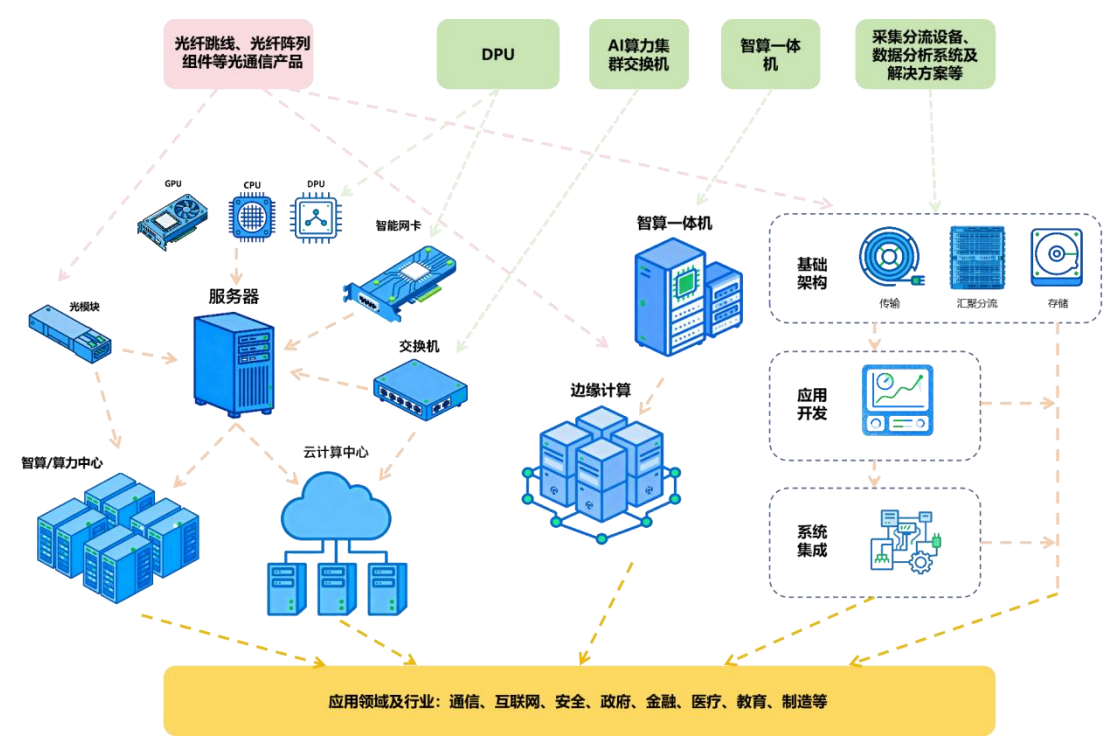 光纤跳线、光纤阵列
组件等光通信产品
DPU
AI算力集
群交换机
智算一体
机
采集分流设备、
数据分析系统及
解决方案等
GPU
CPU
DPU
智能网卡
智算一体机
基础
架构
传输
汇聚分流
存储
光模块
服务器
交换机
应用
开发
边缘计算
智算/算力中心
云计算中心
系统
集成
应用领域及行业：通信、互联网、安全、政府、金融、医疗、教育、制造等